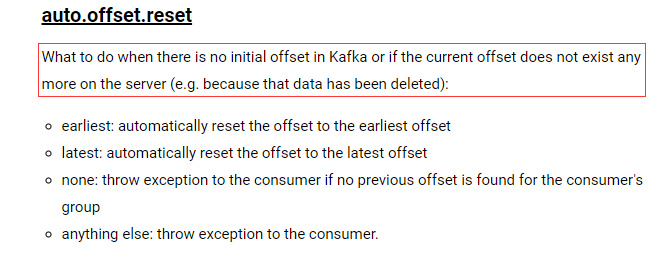 auto.offset.reset
What to do when there is no initial offset in Kafka or if the current offset does not exist any
more on the server (e.g. because that data has been deleted):
earliest: automatically reset the offset to the earliest offset
latest: automatically reset the offset to the latest offset
none: throw exception to the consumer if no previous offset is found for the consumer's
group
anything else: throw exception to the consumer.